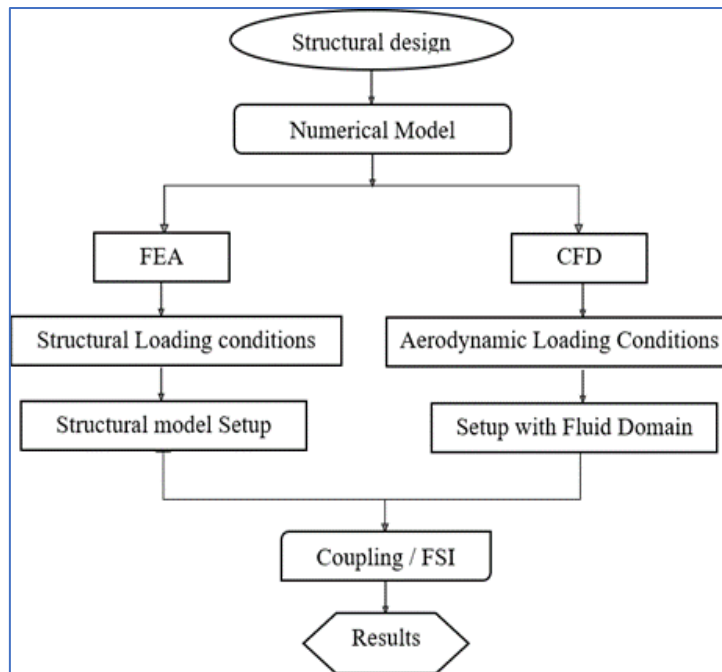 Structural design
Numerical Model
FEA
CFD
Structural Loading conditions
Aerodynamic Loading Conditions
Structural model Setup
Setup with Fluid Domain
Coupling / FSI
Results